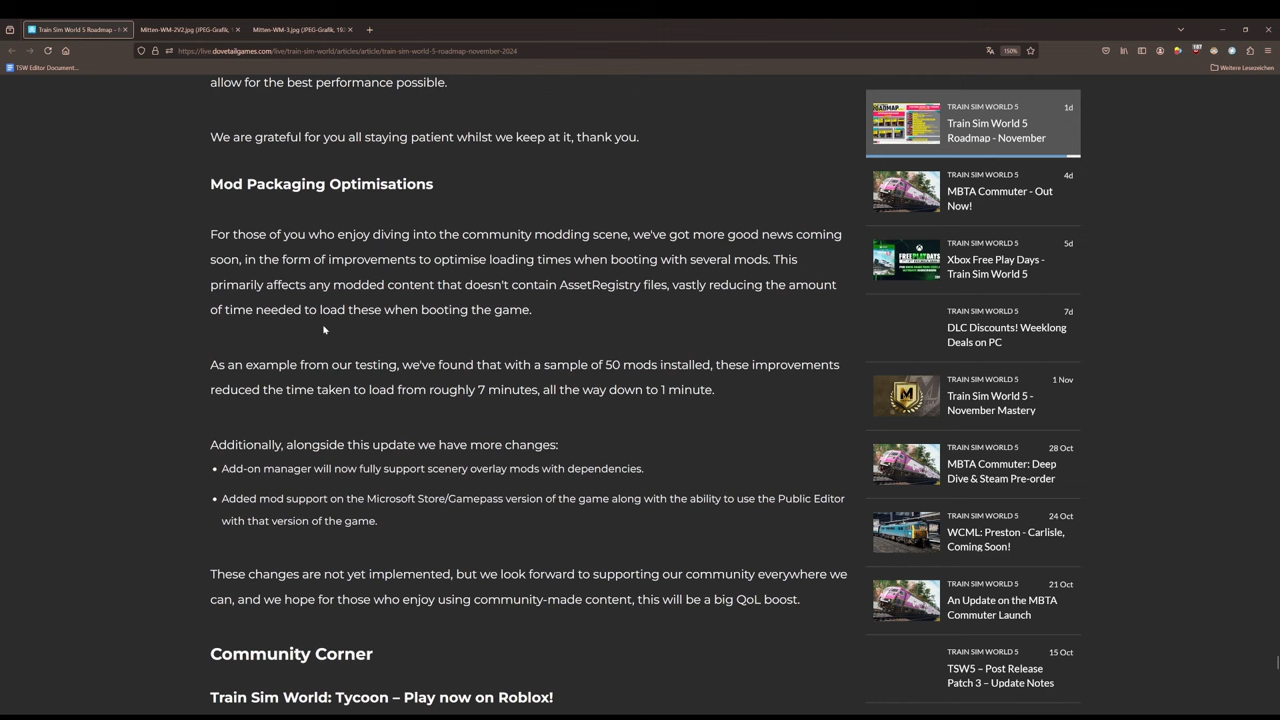 Train Sim World 5 Roadmap - N
Mitten-WM-2V2.jpg (JPEG-Grafik, 1
Mitten-WM-3.jpg (JPEG-Grafik, 19
https://live.dovetailgames.com/live/train-sim-world/articles/article/train-sim-world-5-roadmap-november-2024
150%
TSW Editor Document...
Weitere Lesezeichen
allow for the best performance possible.
We are grateful for you all staying patient whilst we keep at it, thank you.
Mod Packaging Optimisations
For those of you who enjoy diving into the community modding scene, we've got more good news coming
soon, in the form of improvements to optimise loading times when booting with several mods. This
primarily affects any modded content that doesn't contain AssetRegistry files, vastly reducing the amount
of time needed to load these when booting the game.
As an example from our testing, we've found that with a sample of 50 mods installed, these improvements
reduced the time taken to load from roughly 7 minutes, all the way down to 1 minute.
Additionally, alongside this update we have more changes:
• Add-on manager will now fully support scenery overlay mods with dependencies.
• Added mod support on the Microsoft Store/Gamepass version of the game along with the ability to use the Public Editor
with that version of the game.
These changes are not yet implemented, but we look forward to supporting our community everywhere we
can, and we hope for those who enjoy using community-made content, this will be a big QoL boost.
Community Corner
Train Sim World: Tycoon – Play now on Roblox!
ROADMAP
TRAIN SIM WORLD 5 1d
Train Sim World 5
Roadmap - November
TRAIN SIM WORLD 5 4d
MBTA Commuter - Out
Now!
TRAIN SIM WORLD 5 5d
Xbox Free Play Days -
Train Sim World 5
TRAIN SIM WORLD 5 7d
DLC Discounts! Weeklong
Deals on PC
TRAIN SIM WORLD 5 1 Nov
Train Sim World 5 -
November Mastery
TRAIN SIM WORLD 5 28 Oct
MBTA Commuter: Deep
Dive & Steam Pre-order
TRAIN SIM WORLD 5 24 Oct
WCML: Preston - Carlisle,
Coming Soon!
TRAIN SIM WORLD 5 21 Oct
An Update on the MBTA
Commuter Launch
TRAIN SIM WORLD 5 15 Oct
TSW5 – Post Release
Patch 3 – Update Notes